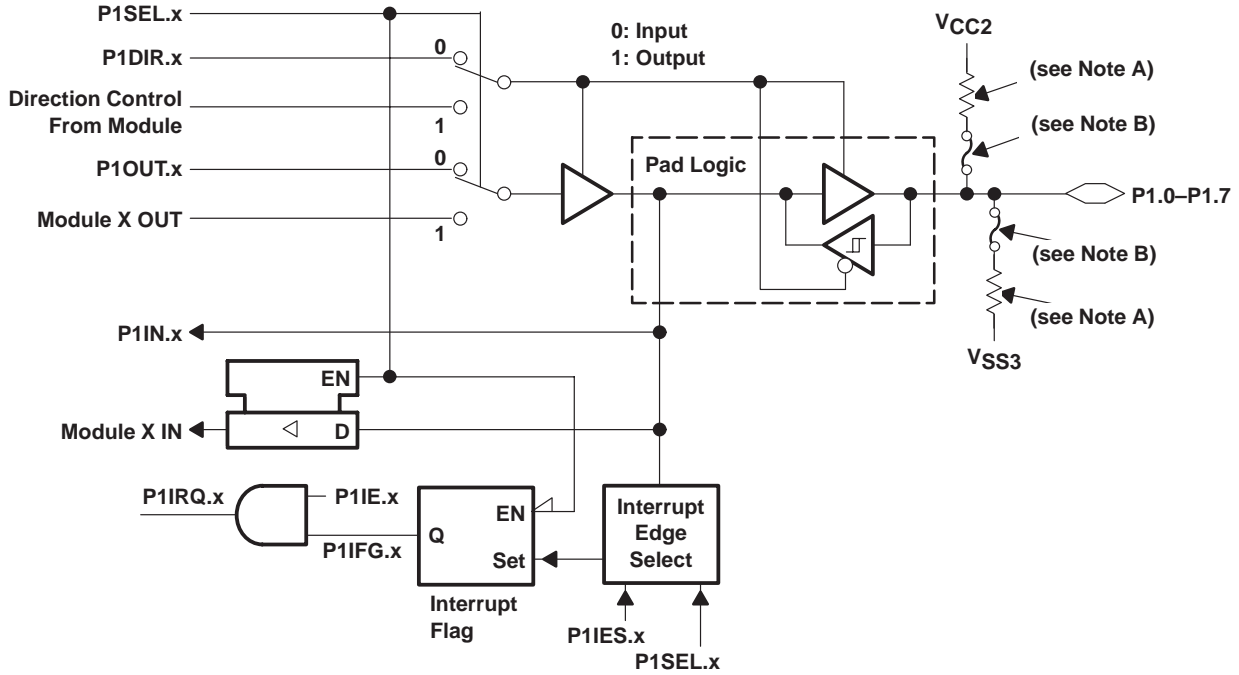 P1SEL.x
P1DIR.x
0
0: Input
1: Output
VCC2
(see Note A)
Direction Control
From Module
1
(see Note B)
P1OUT.x
0
Pad Logic
P1.0–P1.7
Module X OUT
1
(see Note B)
(see Note A)
P1IN.x
VSS3
EN
Module X IN
D
P1IRQ.x
P1IE.x
P1IFG.x
EN
Q
Set
Interrupt
Edge
Select
Interrupt
Flag
P1IES.x
P1SEL.x